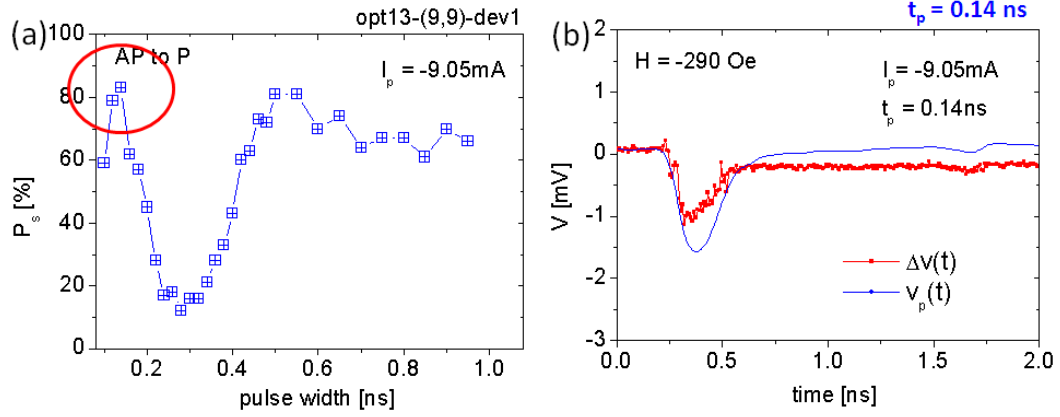 opt13-(9,9)-dev1
(a)
AP to P
I_p = -9.05mA
100
80
60
40
20
0
P_s [%]
0.2
0.4
0.6
0.8
1.0
pulse width [ns]
t_p = 0.14 ns
(b)
H = -290 Oe
I_p = -9.05mA
t_p = 0.14ns
2
1
0
-1
-2
-3
V [mV]
ΔV(t)
v_p(t)
0.0
0.5
1.0
1.5
2.0
time [ns]